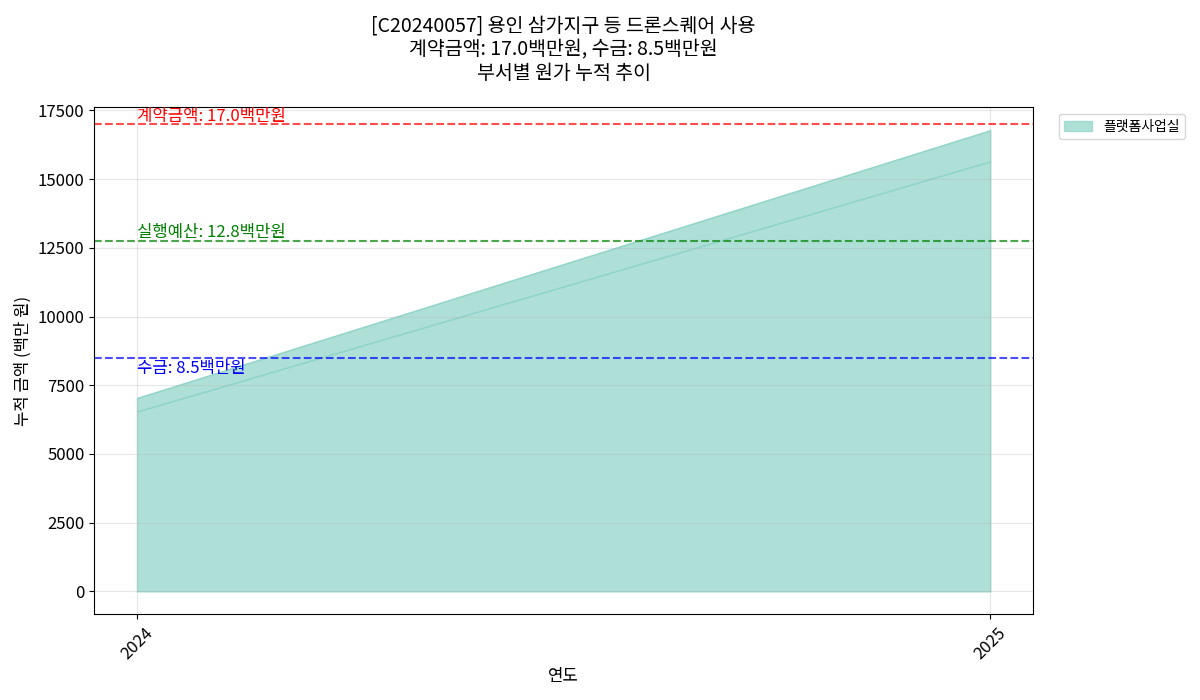 [C20240057] 용인 삼가지구 등 드론스퀘어 사용
계약금액: 17.0백만원, 수금: 8.5백만원
부서별 원가 누적 추이
17500
15000
12500
10000
7500
5000
2500
0
누적 금액 (백만 원)
계약금액: 17.0백만원
실행예산: 12.8백만원
수금: 8.5백만원
플랫폼사업실
2024
2025
연도